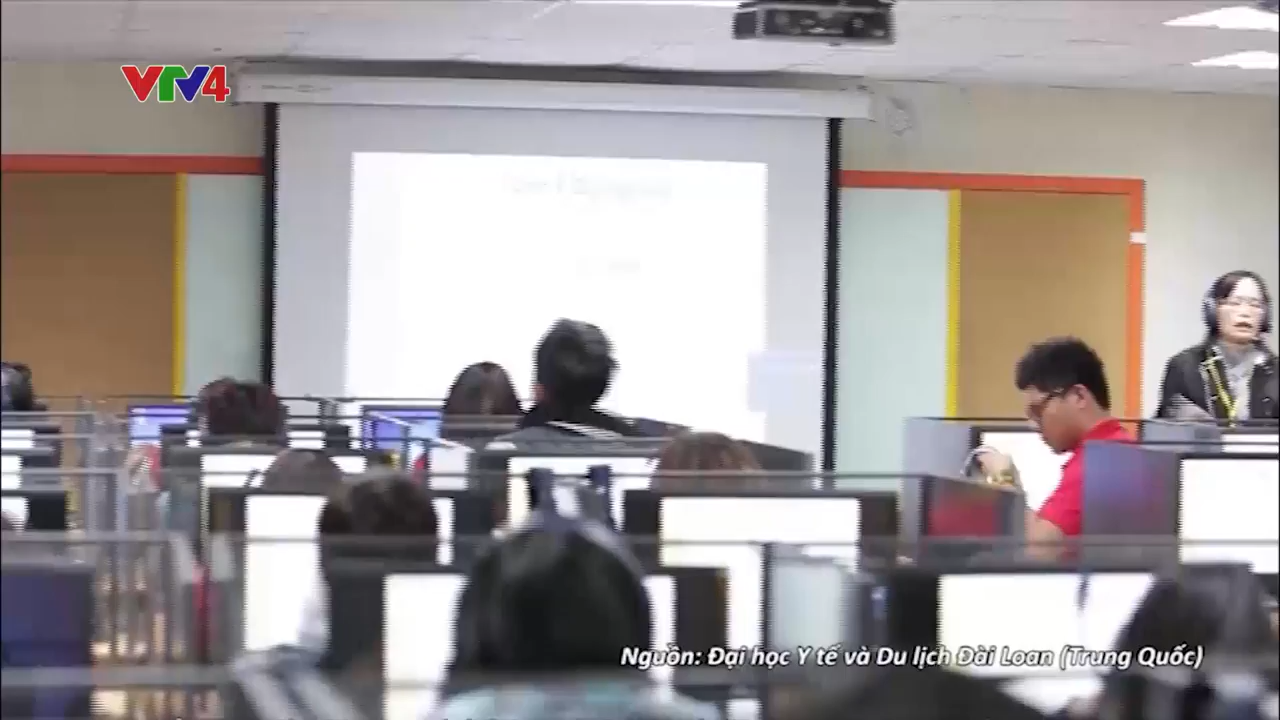 VTV4
Nguồn: Đại học Y tế và Du lịch Đài Loan (Trung Quốc)